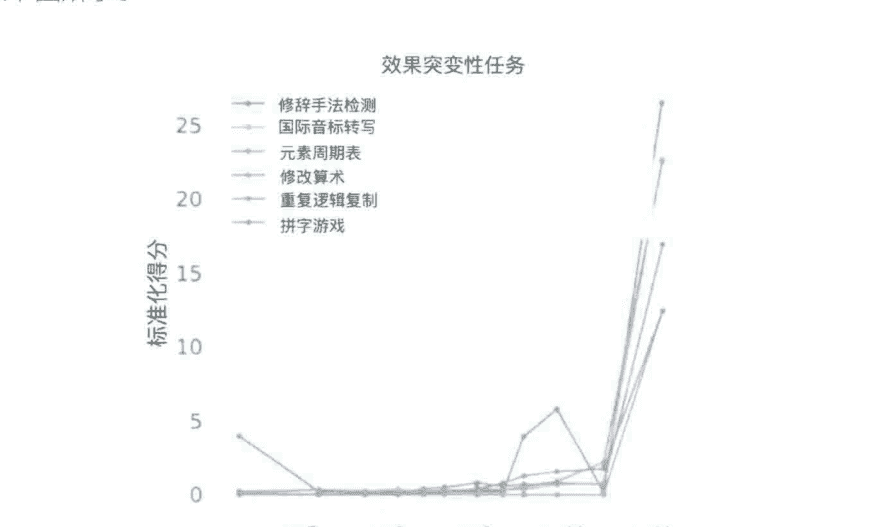 效果突变性任务
修辞手法检测
国际音标转写
元素周期表
修改算术
重复逻辑复制
拼字游戏
标准化得分
25
20
15
10
5
0